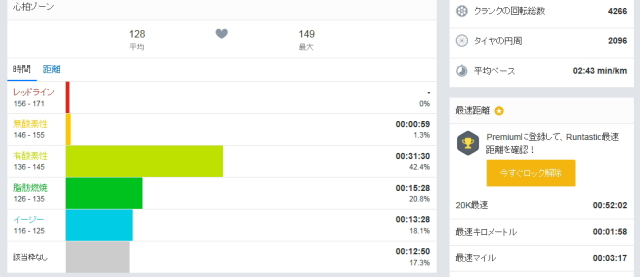 心拍ゾーン
128
平均
149
最大
時間
距離
レッドライン
156 - 171
-
0%
無酸素性
146 - 155
00:00:59
1.3%
有酸素性
136 - 145
00:31:30
42.4%
脂肪燃焼
126 - 135
00:15:28
20.8%
イージー
116 - 125
00:13:28
18.1%
該当枠なし
00:12:50
17.3%
クランクの回転総数
4266
タイヤの円周
2096
平均ペース
02:43 min/km
最速距離
Premiumに登録して、Runtastic最速
距離を確認！
今すぐロック解除
20K最速
00:52:02
最速キロメートル
00:01:58
最速マイル
00:03:17